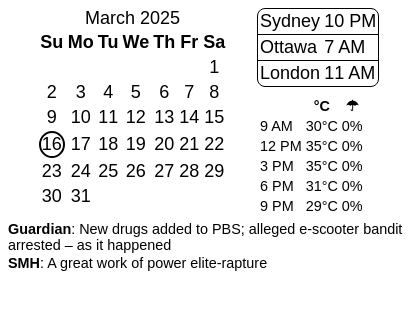 March 2025
Su Mo Tu We Th Fr Sa
1
2 3 4 5 6 7 8
9 10 11 12 13 14 15
16 17 18 19 20 21 22
23 24 25 26 27 28 29
30 31
Sydney 10 PM
Ottawa 7 AM
London 11 AM
°C ☂
9 AM 30°C 0%
12 PM 35°C 0%
3 PM 35°C 0%
6 PM 31°C 0%
9 PM 29°C 0%
Guardian: New drugs added to PBS; alleged e-scooter bandit
arrested – as it happened
SMH: A great work of power elite-rapture